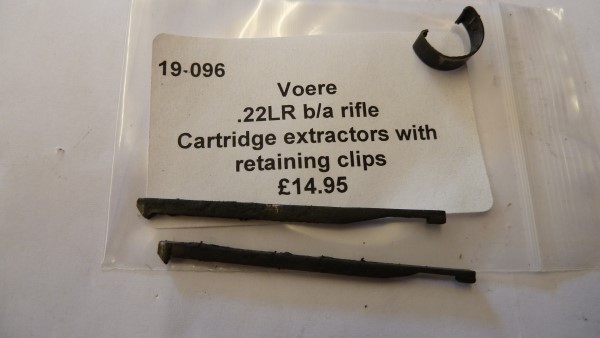 19-096
Voere
.22LR b/a rifle
Cartridge extractors with
retaining clips
£14.95